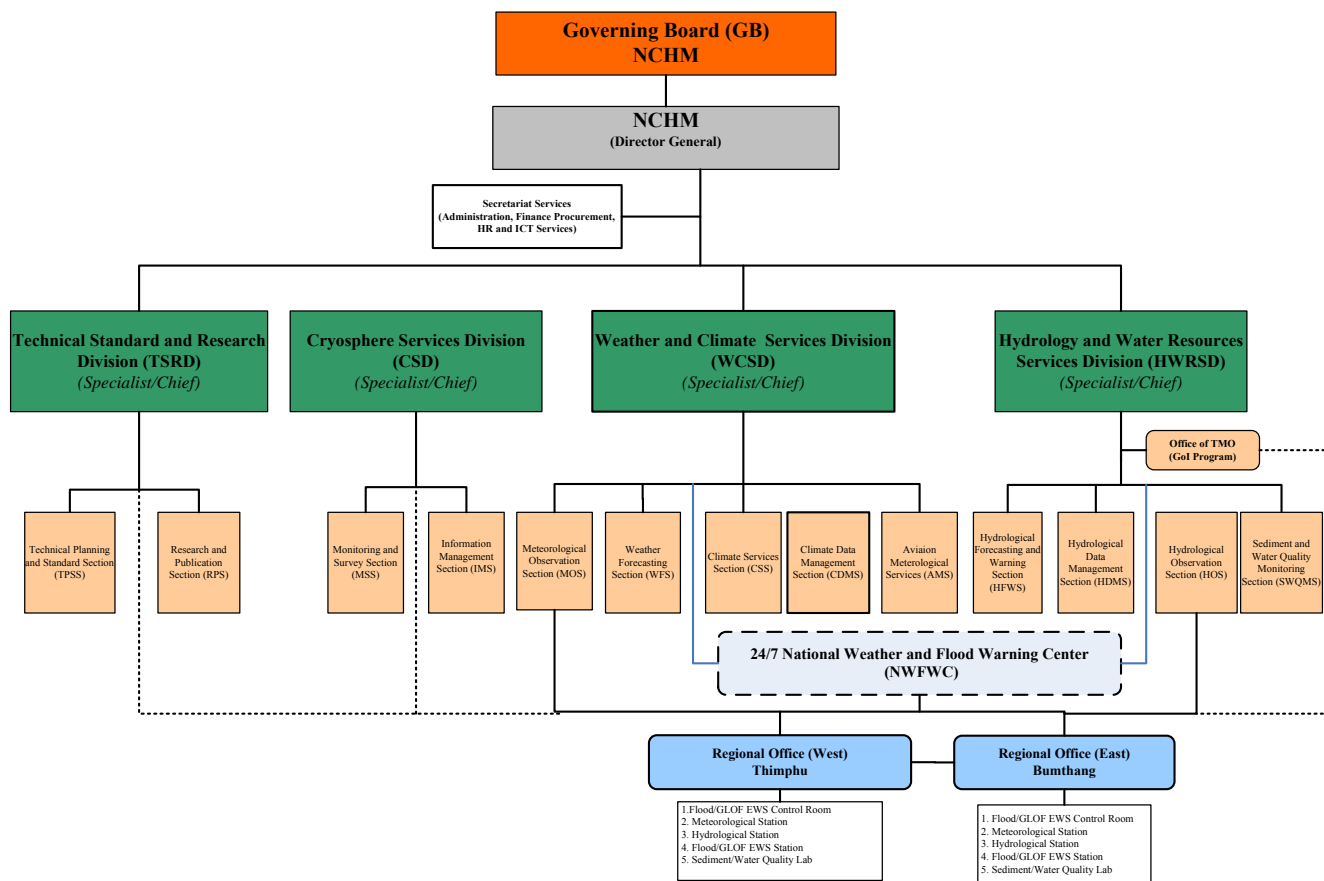 Governing Board (GB)
NCHM
NCHM
(Director General)
Secretariat Services
(Administration, Finance Procurement,
HR and ICT Services)
Technical Standard and Research
Division (TSRD)
(Specialist/Chief)
Cryosphere Services Division
(CSD)
(Specialist/Chief)
Weather and Climate Services Division
(WCSD)
(Specialist/Chief)
Hydrology and Water Resources
Services Division (HWRSD)
(Specialist/Chief)
Office of TMO
(GoI Program)
Technical Planning
and Standard Section
(TPSS)
Research and
Publication
Section (RPS)
Monitoring and
Survey Section
(MSS)
Information
Management
Section (IMS)
Meteorological
Observation
Section (MOS)
Weather
Forecasting
Section (WFS)
Climate Services
Section (CSS)
Climate Data
Management
Section (CDMS)
Aviaion
Meterological
Services (AMS)
Hydrological
Forecasting and
Warning
Section
(HFWS)
Hydrological
Data
Management
Section (HDMS)
Hydrological
Observation
Section (HOS)
Sediment and
Water Quality
Monitoring
Section (SWQMS)
24/7 National Weather and Flood Warning Center
(NWFWC)
Regional Office (West)
Thimphu
Regional Office (East)
Bumthang
1.Flood/GLOF EWS Control Room
2. Meteorological Station
3. Hydrological Station
4. Flood/GLOF EWS Station
5. Sediment/Water Quality Lab
1. Flood/GLOF EWS Control Room
2. Meteorological Station
3. Hydrological Station
4. Flood/GLOF EWS Station
5. Sediment/Water Quality Lab